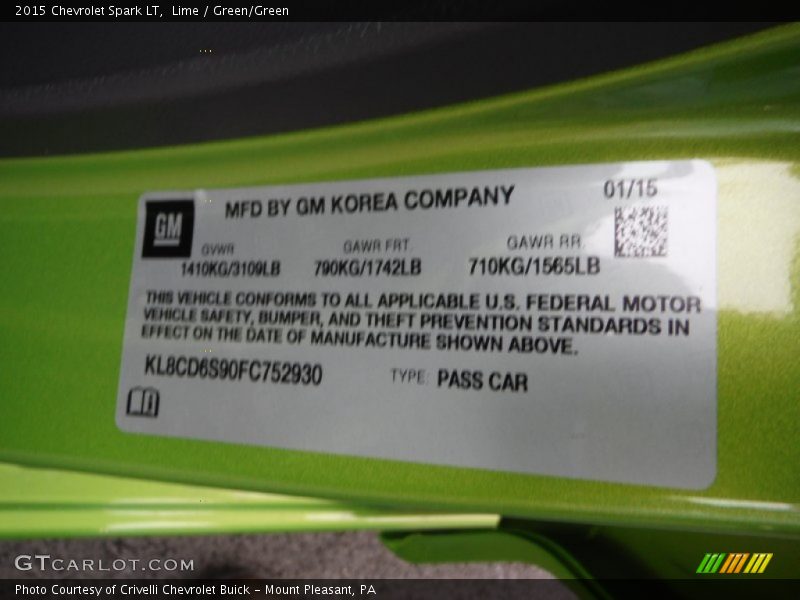 2015 Chevrolet Spark LT,  Lime / Green/Green
MFD BY GM KOREA COMPANY
01/15
GM
GVWR GAWR FRT. GAWR RR.
1410KG/3109LB 790KG/1742LB 710KG/1565LB
THIS VEHICLE CONFORMS TO ALL APPLICABLE U.S. FEDERAL MOTOR
VEHICLE SAFETY, BUMPER, AND THEFT PREVENTION STANDARDS IN
EFFECT ON THE DATE OF MANUFACTURE SHOWN ABOVE.
KL8CD6S90FC752930 TYPE: PASS CAR
GTCARLOT.COM
Photo Courtesy of Crivelli Chevrolet Buick - Mount Pleasant, PA